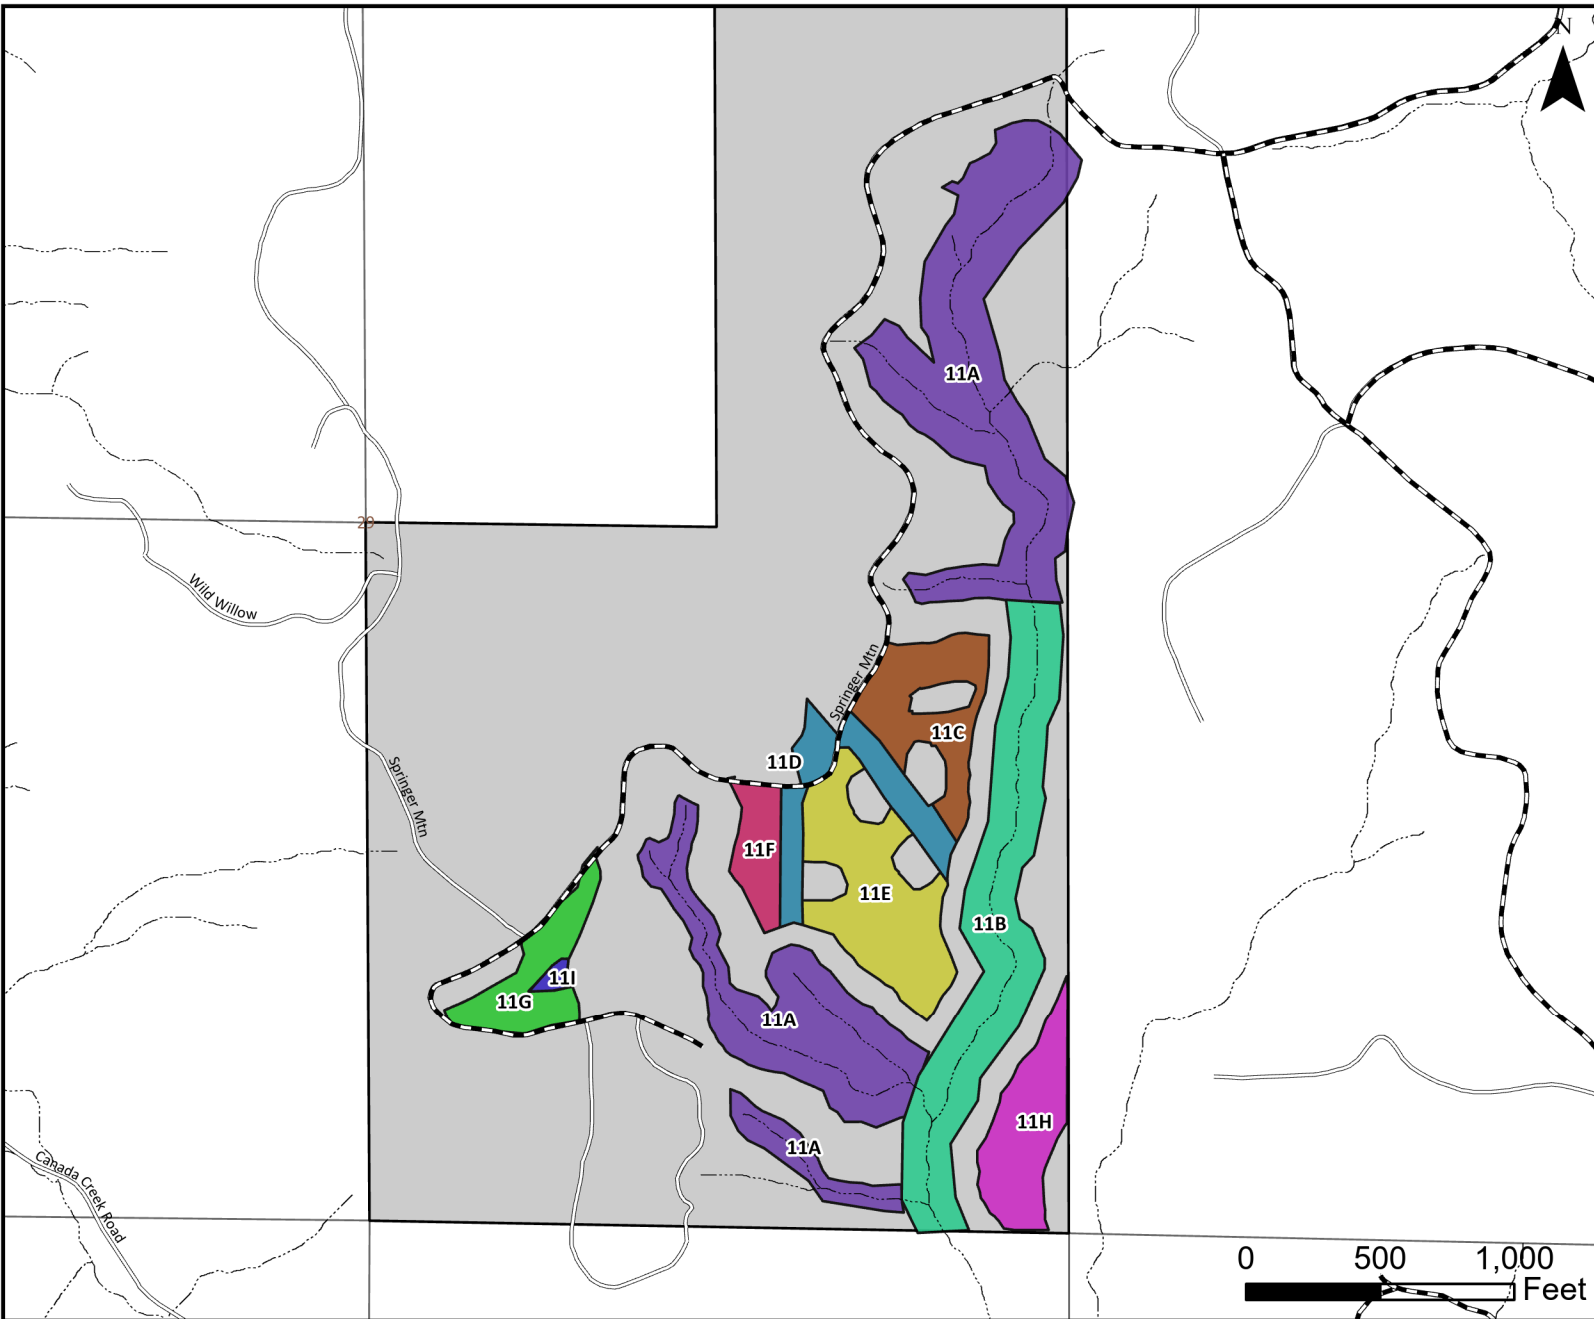 N
11A
29
Wild Willow
Springer Mtn
11C
11D
Springer Mtn
11F
11E
11B
11I
11G
11A
11H
11A
Canada Creek Road
0 500 1,000
Feet